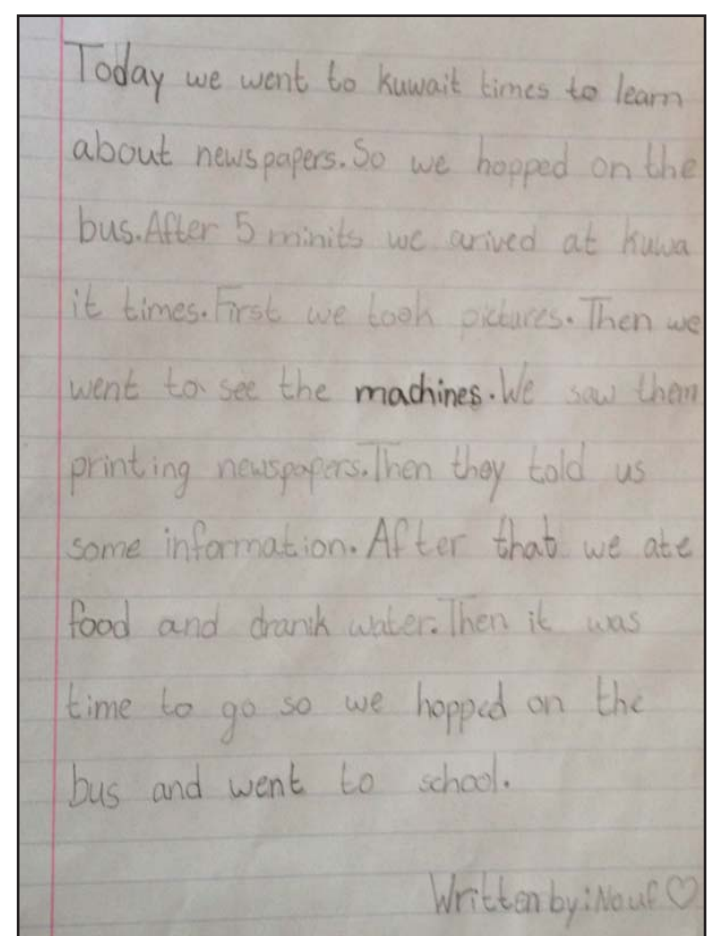 Today we went to kuwait times to learn
about newspapers. So we hopped on the
bus. After 5 minits we arived at kuwa
it times. First we took pictures. Then we
went to see the machines. We saw them
printing newspapers. Then they told us
some information. After that we ate
food and drank water. Then it was
time to go so we hopped on the
bus and went to school.
Written by: Nouf ♡